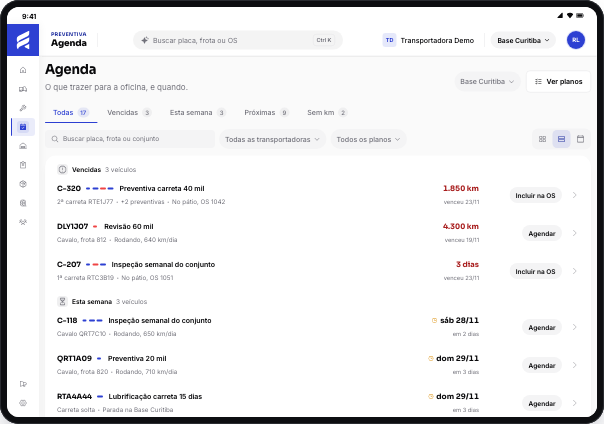 9:41
PREVENTIVA
Agenda
Buscar placa, frota ou OS
Ctrl K
TD
Transportadora Demo
Base Curitiba
RL
Agenda
O que trazer para a oficina, e quando.
Base Curitiba
Ver planos
Todas 17
Vencidas 3
Esta semana 3
Próximas 9
Sem km 2
Buscar placa, frota ou conjunto
Todas as transportadoras
Todos os planos
Vencidas 3 veículos
C-320 Preventiva carreta 40 mil
1.850 km
2ª carreta RTE1J77 • +2 preventivas • No pátio, OS 1042
venceu 23/11
Incluir na OS
DLY1J07 Revisão 60 mil
4.300 km
Cavalo, frota 812 • Rodando, 640 km/dia
venceu 19/11
Agendar
C-207 Inspeção semanal do conjunto
3 dias
1ª carreta RTC3B19 • No pátio, OS 1051
venceu 23/11
Incluir na OS
Esta semana 3 veículos
C-118 Inspeção semanal do conjunto
sáb 28/11
Cavalo QRT7C10 • Rodando, 650 km/dia
em 2 dias
Agendar
QRT1A09 Preventiva 20 mil
dom 29/11
Cavalo, frota 820 • Rodando, 710 km/dia
em 3 dias
Agendar
RTA4A44 Lubrificação carreta 15 dias
dom 29/11
Carreta solta • Parada na Base Curitiba
em 3 dias
Agendar